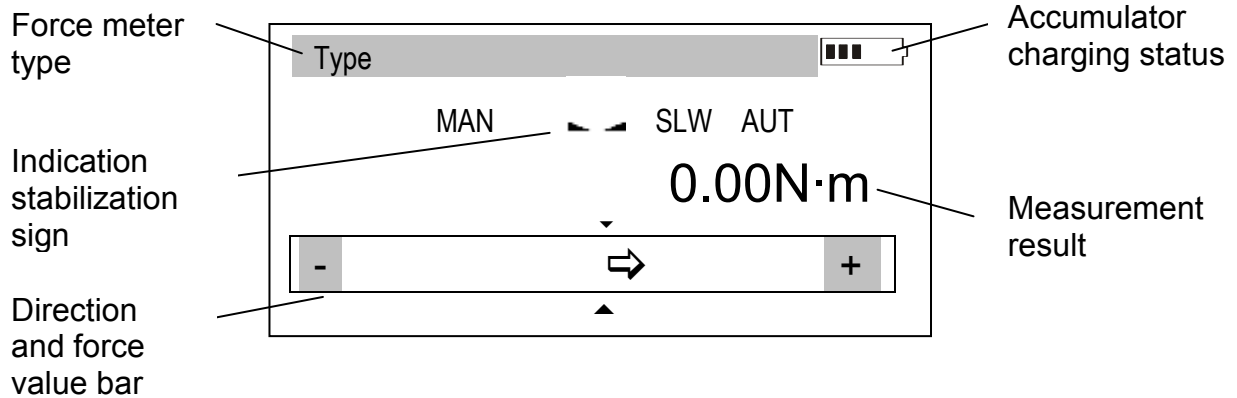 Force meter
type
Accumulator
charging status
Type
MAN SLW AUT
Indication
stabilization
sign
0.00N·m
Measurement
result
- +
Direction
and force
value bar